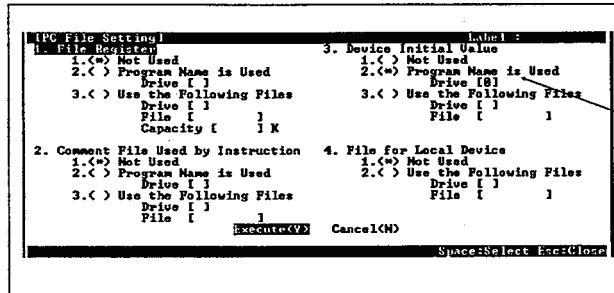 [PC File Setting] Label :
1. File Register
1.(*) Not Used
2.( ) Program Name is Used
Drive [ ]
3.( ) Use the Following Files
Drive [ ]
File [ ]
Capacity [ ] K
2. Comment File Used by Instruction
1.(*) Not Used
2.( ) Program Name is Used
Drive [ ]
3.( ) Use the Following Files
Drive [ ]
File [ ]
3. Device Initial Value
1.( ) Not Used
2.(*) Program Name is Used
Drive [0]
3.( ) Use the Following Files
Drive [ ]
File [ ]
4. File for Local Device
1.(*) Not Used
2.( ) Use the Following Files
Drive [ ]
File [ ]
Execute(Y) Cancel(N)
Space:Select Esc:Close